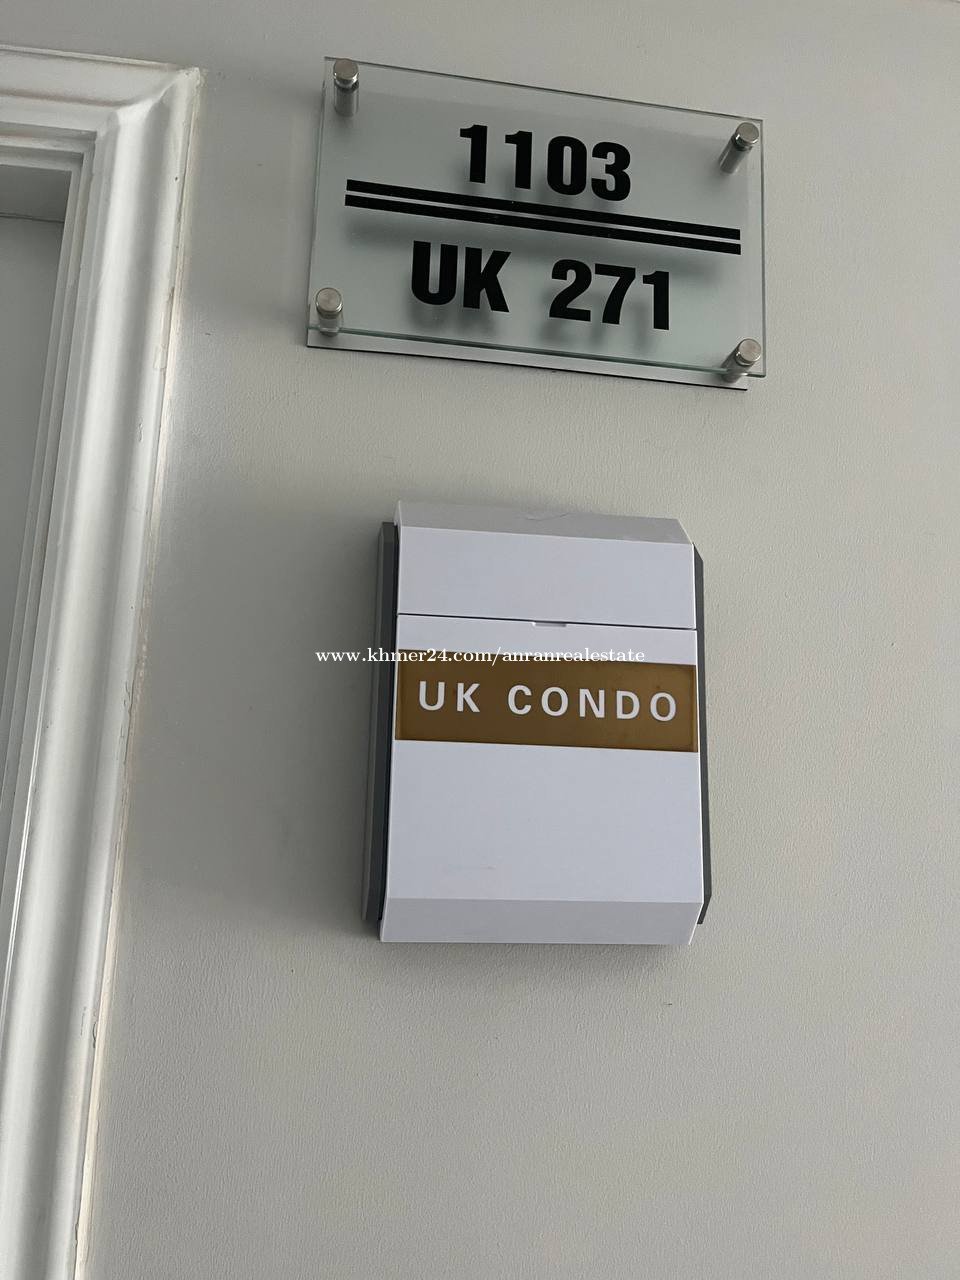 1103
UK 271
www.khmer24.com/anranrealestate
UK CONDO